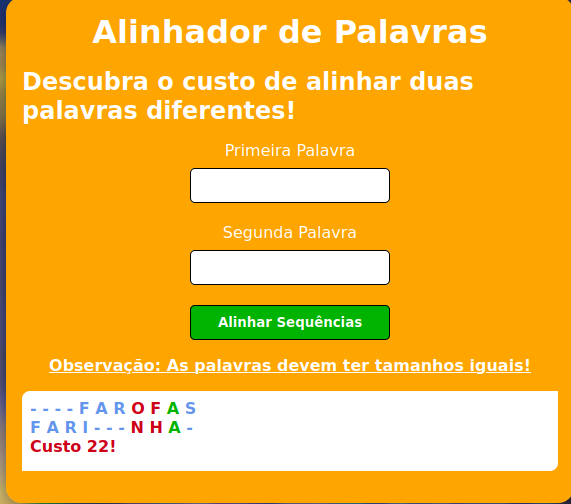 Alinhador de Palavras
Descubra o custo de alinhar duas
palavras diferentes!
Primeira Palavra
Segunda Palavra
Alinhar Sequências
Observação: As palavras devem ter tamanhos iguais!
- - - - F A R O F A S
F A R I - - - N H A -
Custo 22!